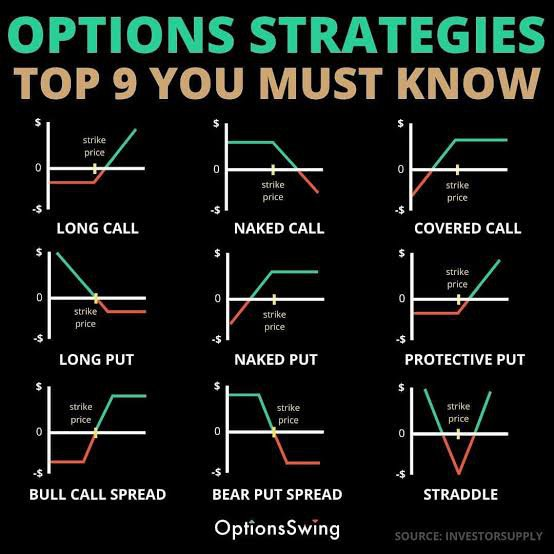 OPTIONS STRATEGIES
TOP 9 YOU MUST KNOW
$
strike
price
0
-$
LONG CALL
$
0
strike
price
-$
NAKED CALL
$
0
strike
price
-$
COVERED CALL
$
0
strike
price
-$
LONG PUT
$
0
strike
price
-$
NAKED PUT
$
strike
price
0
-$
PROTECTIVE PUT
$
strike
price
0
-$
BULL CALL SPREAD
$
strike
price
0
-$
BEAR PUT SPREAD
$
strike
price
0
-$
STRADDLE
OptionsSwing
SOURCE: INVESTORSUPPLY